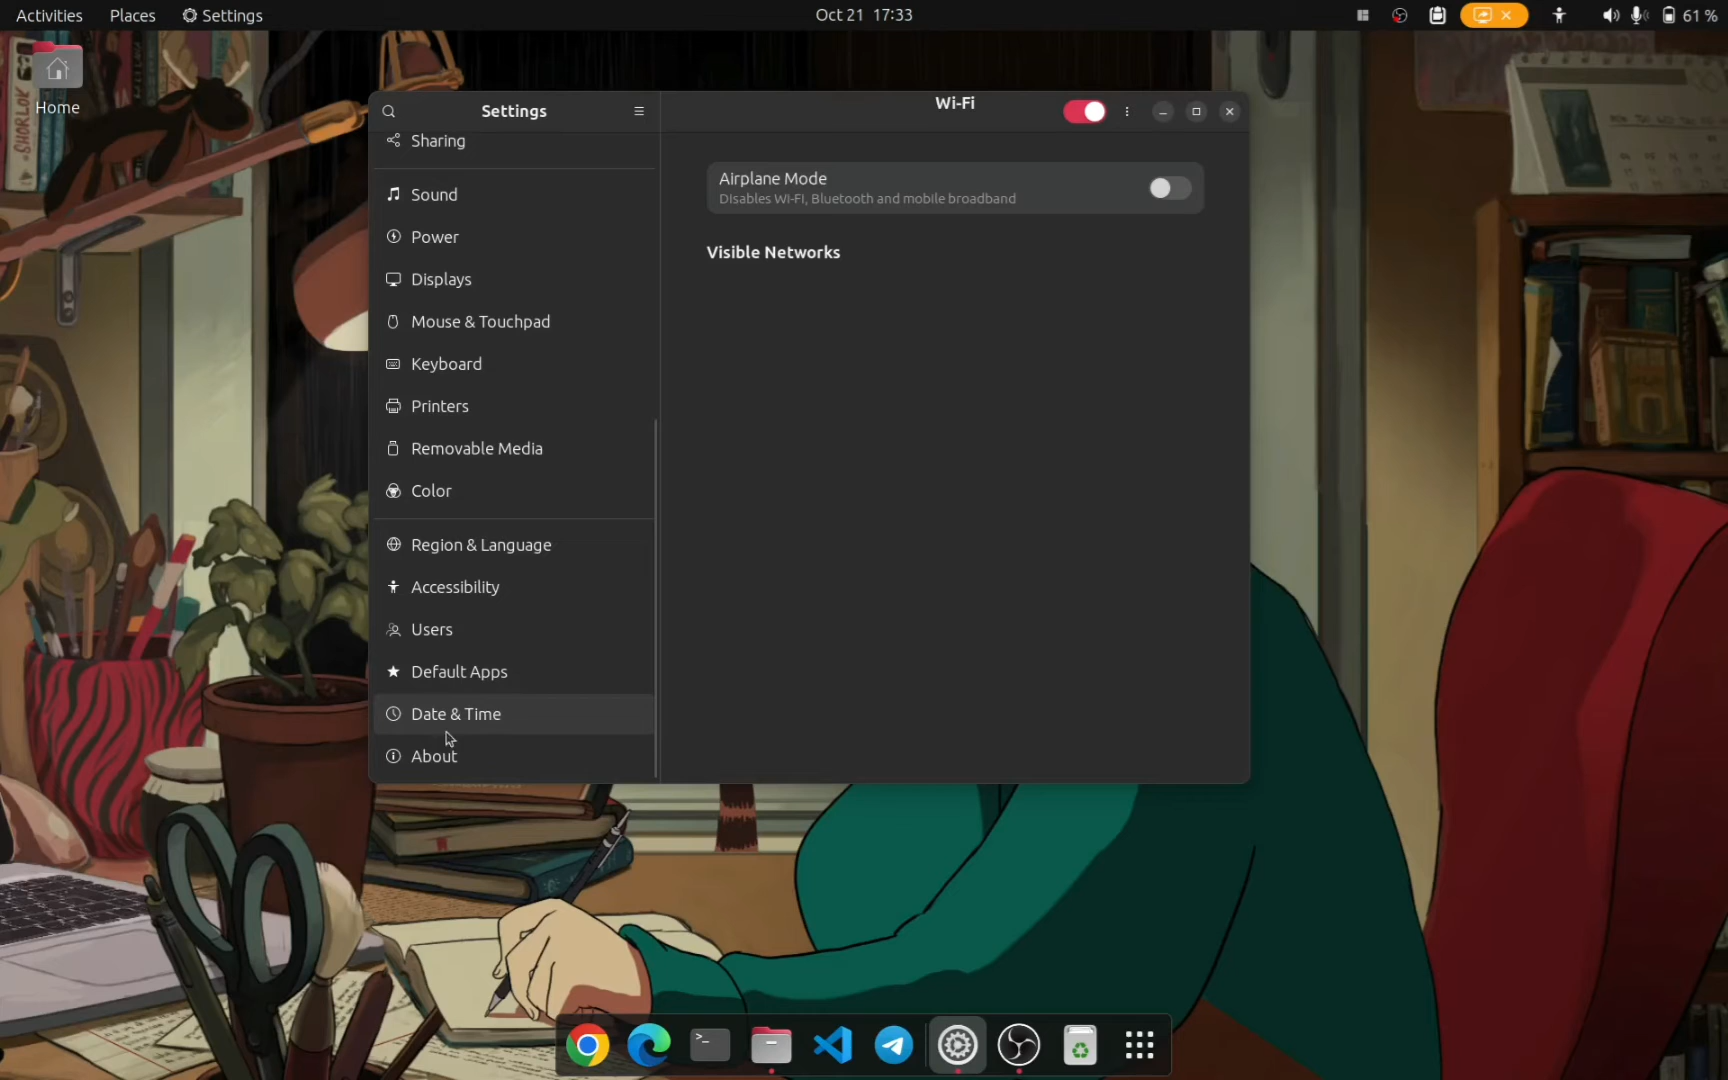 Activities Places Settings Oct 21 17:33 61 %
Home
Settings
Wi-Fi
Sharing
Sound
Power
Displays
Mouse & Touchpad
Keyboard
Printers
Removable Media
Color
Region & Language
Accessibility
Users
Default Apps
Date & Time
About
Airplane Mode
Disables Wi-Fi, Bluetooth and mobile broadband
Visible Networks
SHORLOK